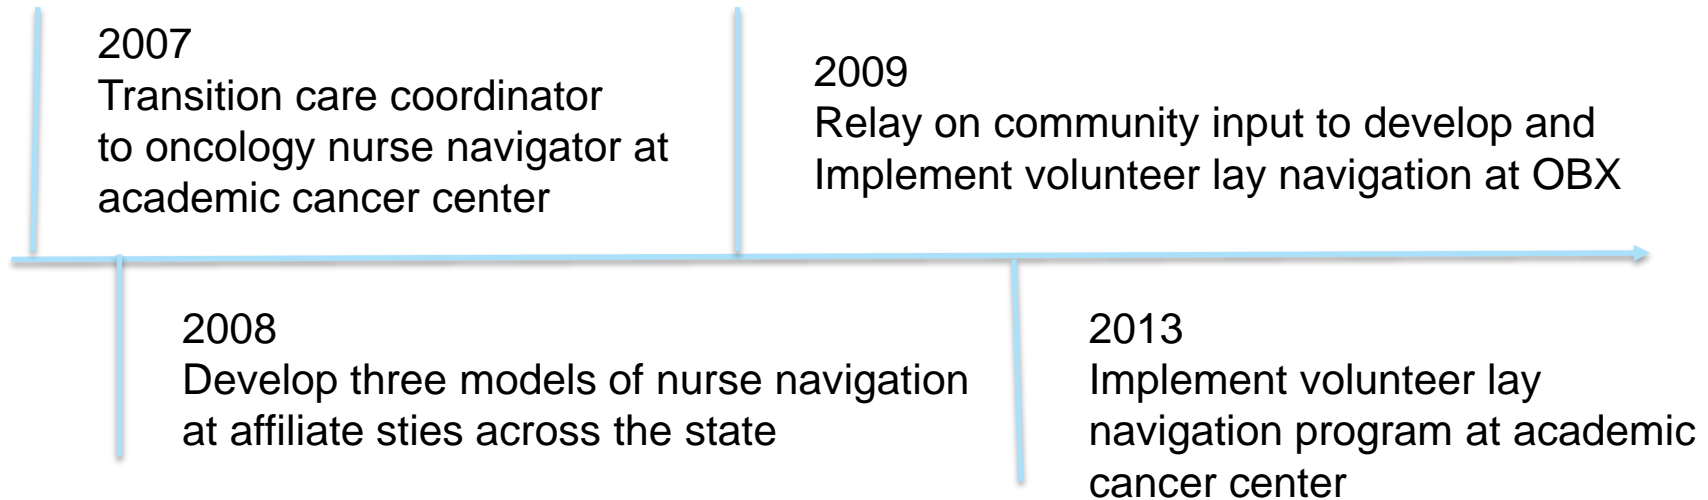 2007
Transition care coordinator
to oncology nurse navigator at
academic cancer center
2009
Relay on community input to develop and
Implement volunteer lay navigation at OBX
2008
Develop three models of nurse navigation
at affiliate sties across the state
2013
Implement volunteer lay
navigation program at academic
cancer center